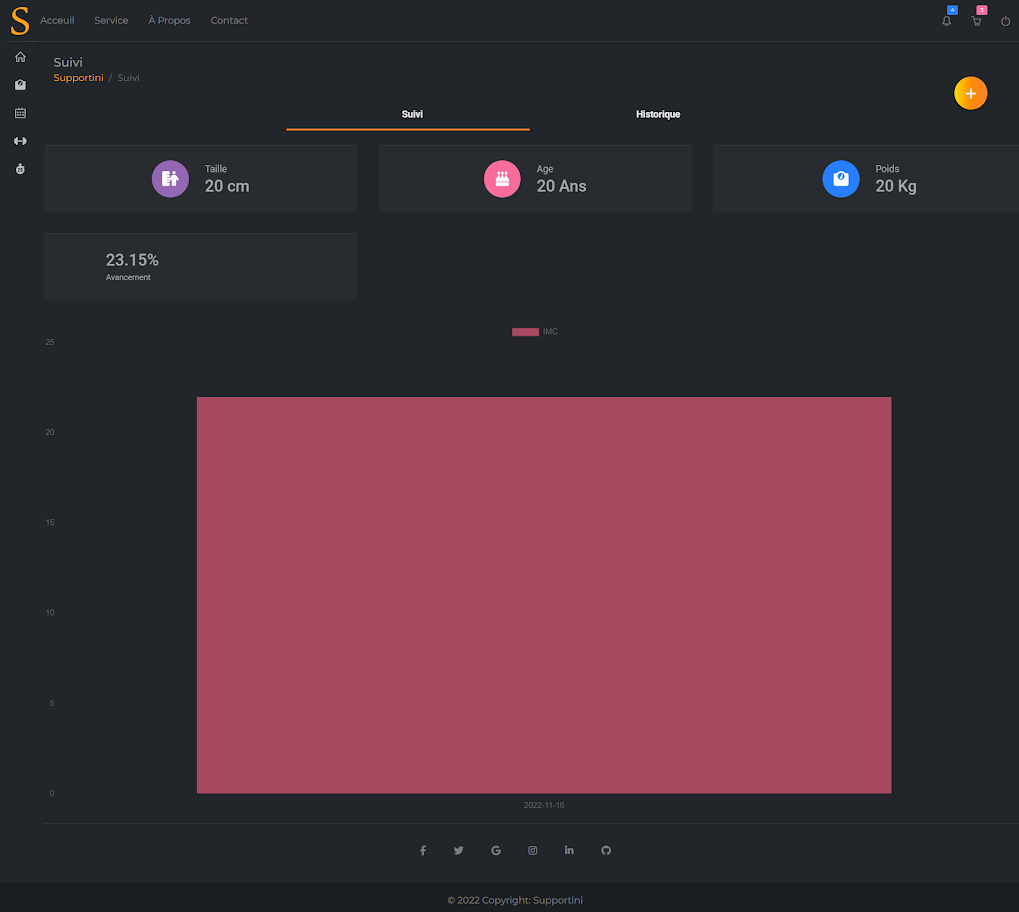 S
Acceuil Service À Propos Contact
4 3
Suivi
Supportini / Suivi
+
Suivi Historique
Taille
20 cm
Age
20 Ans
Poids
20 Kg
23.15%
Avancement
IMC
25
20
15
10
5
0
2022-11-16
© 2022 Copyright: Supportini